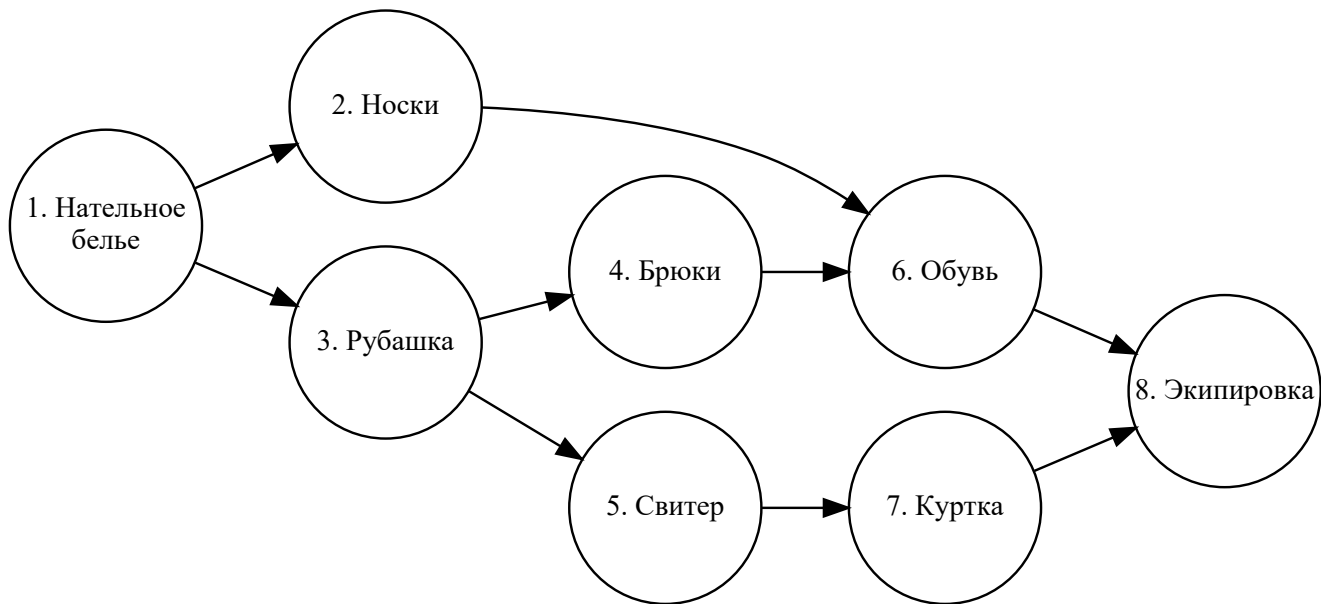 2. Носки
1. Нательное
белье
4. Брюки
6. Обувь
3. Рубашка
8. Экипировка
5. Свитер
7. Куртка